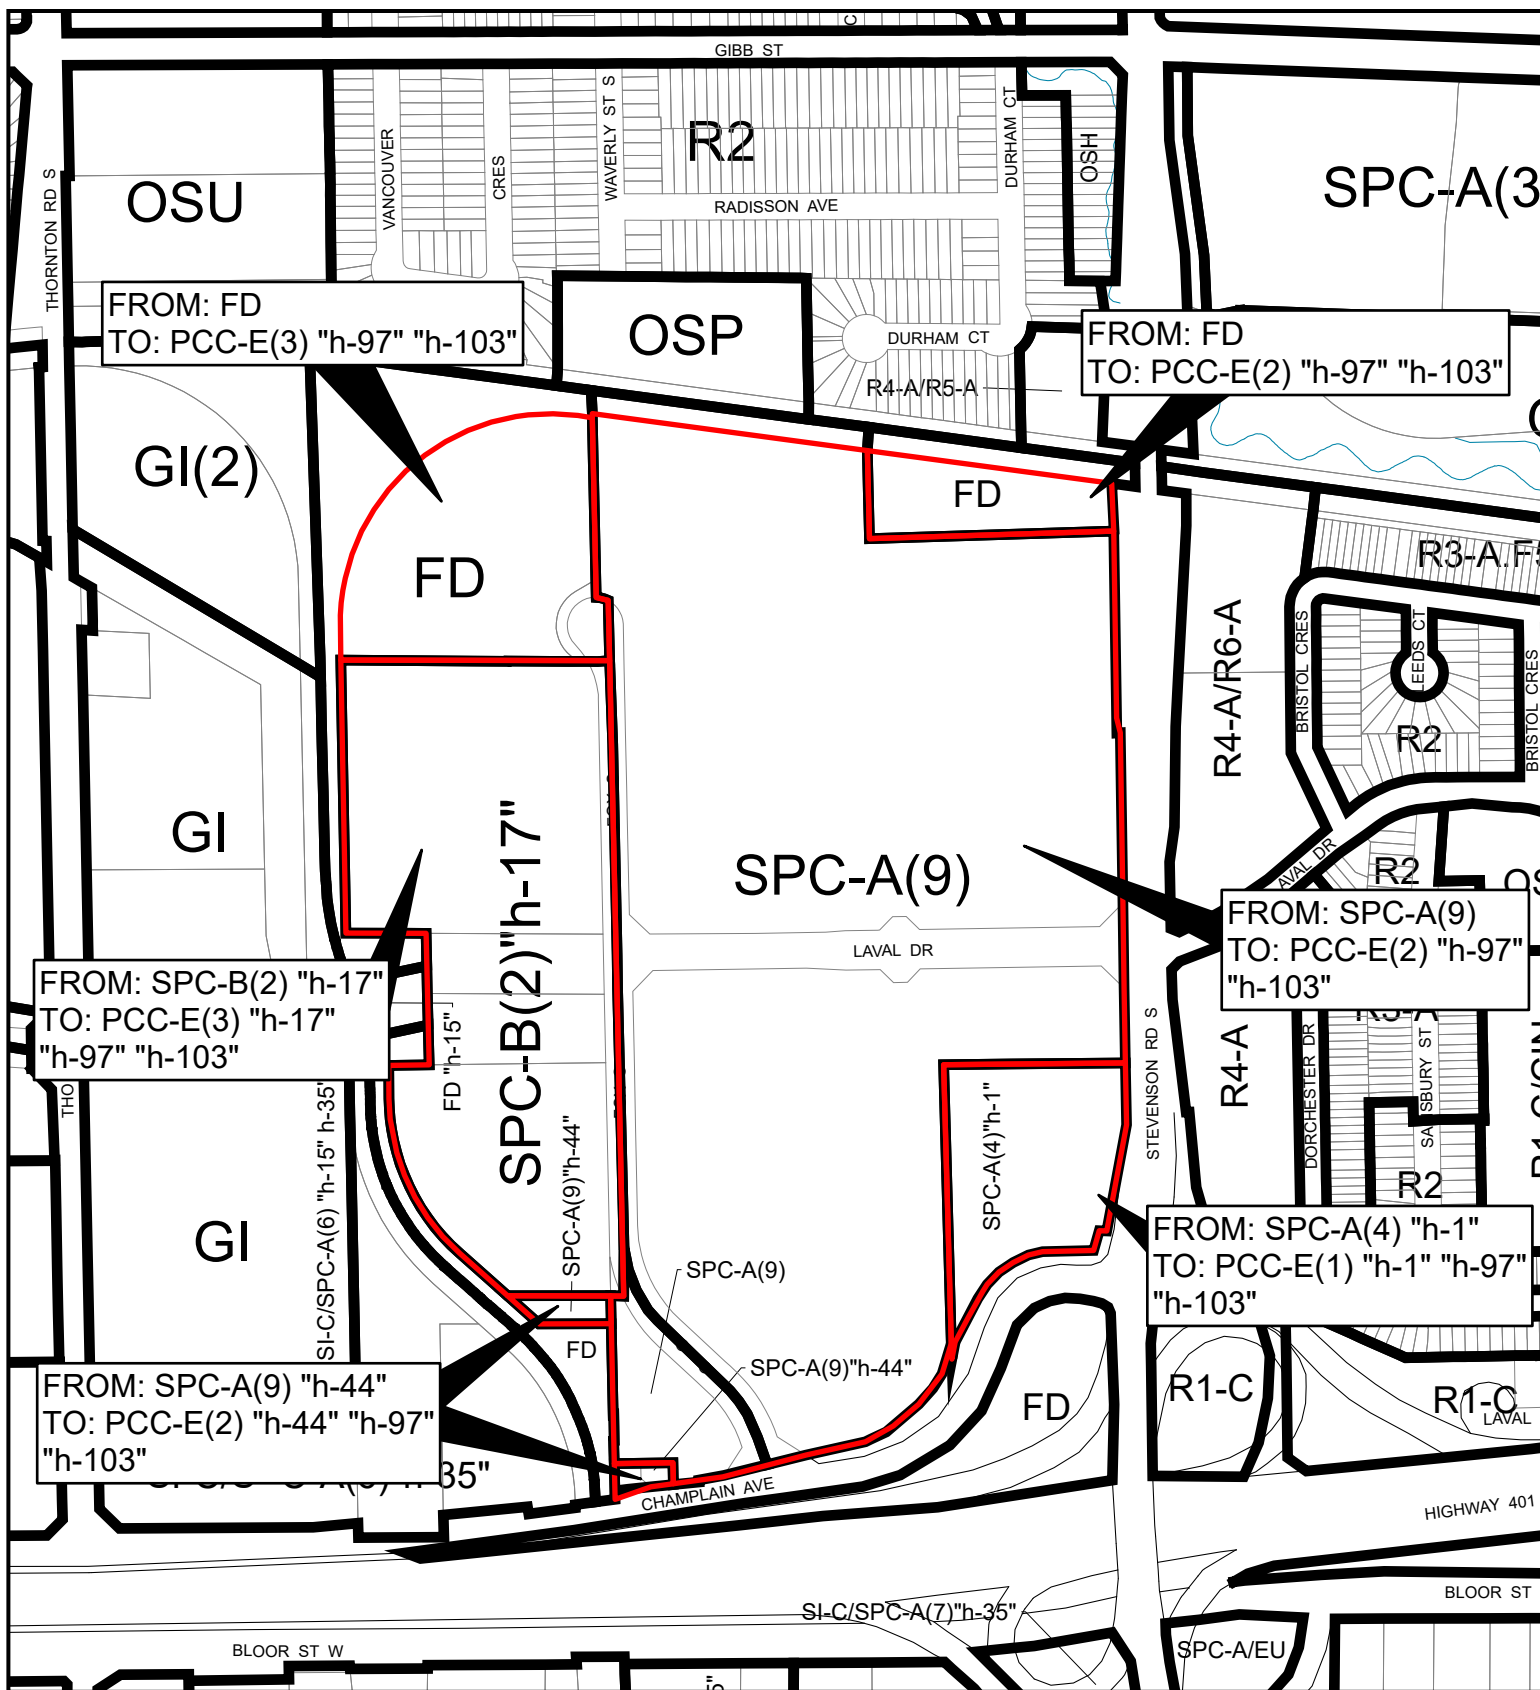 GIBB ST
THORNTON RD S
VANCOUVER
CRES
WAVERLY ST S
R2
DURHAM CT
OSH
SPC-A(3
OSU
RADISSON AVE
FROM: FD
TO: PCC-E(3) "h-97" "h-103"
OSP
DURHAM CT
R4-A/R5-A
FROM: FD
TO: PCC-E(2) "h-97" "h-103"
GI(2)
FD
FD
R3-A.F5
R4-A/R6-A
BRISTOL CRES
LEEDS CT
BRISTOL CRES
R2
GI
SPC-B(2)"h-17"
SPC-A(9)
LAVAL DR
AVAL DR
R2
OS
FROM: SPC-A(9)
TO: PCC-E(2) "h-97"
"h-103"
FROM: SPC-B(2) "h-17"
TO: PCC-E(3) "h-17"
"h-97" "h-103"
FD "h-15"
STEVENSON RD S
R4-A
DORCHESTER DR
THO
SI-C/SPC-A(6) "h-15" h-35"
SPC-A(9)"h-44"
SPC-A(4)"h-1"
R2
GI
FROM: SPC-A(4) "h-1"
TO: PCC-E(1) "h-1" "h-97"
"h-103"
SPC-A(9)
FD
SPC-A(9)"h-44"
FROM: SPC-A(9) "h-44"
TO: PCC-E(2) "h-44" "h-97"
"h-103"
FD
R1-C
R1-C
LAVAL
CHAMPLAIN AVE
HIGHWAY 401
SI-C/SPC-A(7)"h-35"
BLOOR ST
BLOOR ST W
SPC-A/EU